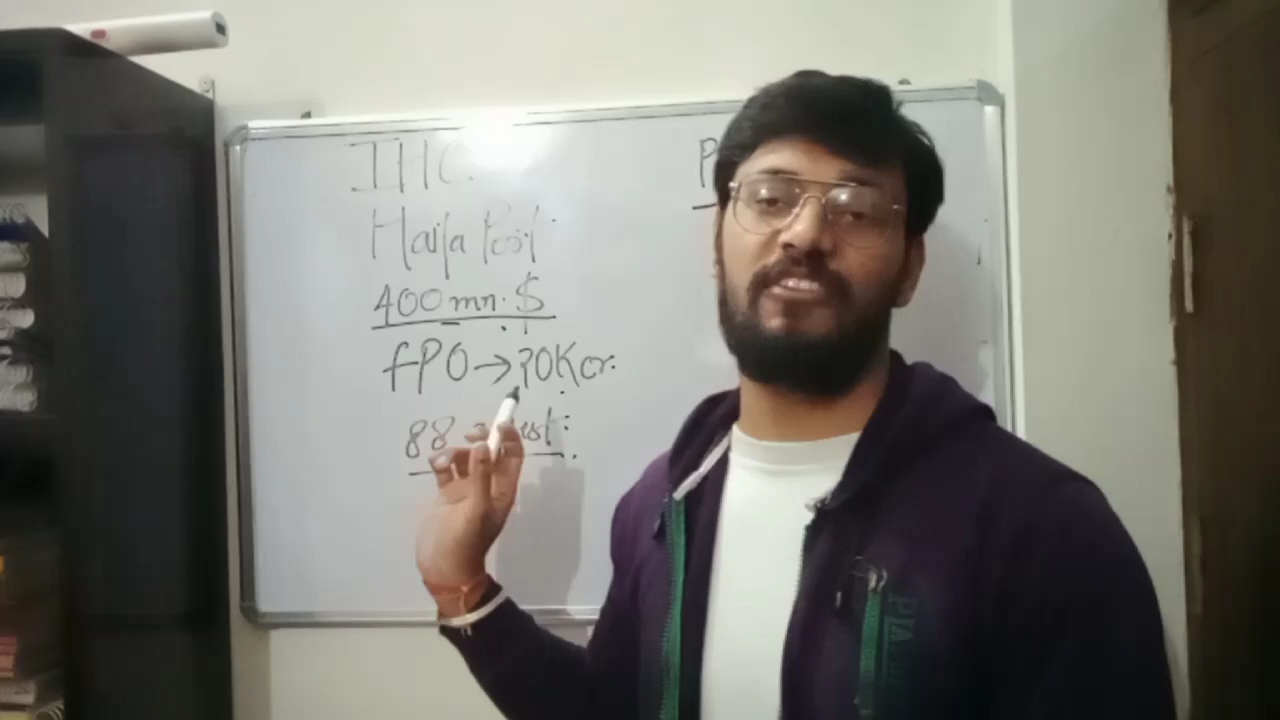 IHC
Haifa Port
400 mn. $
FPO → 20K cr.
88
P